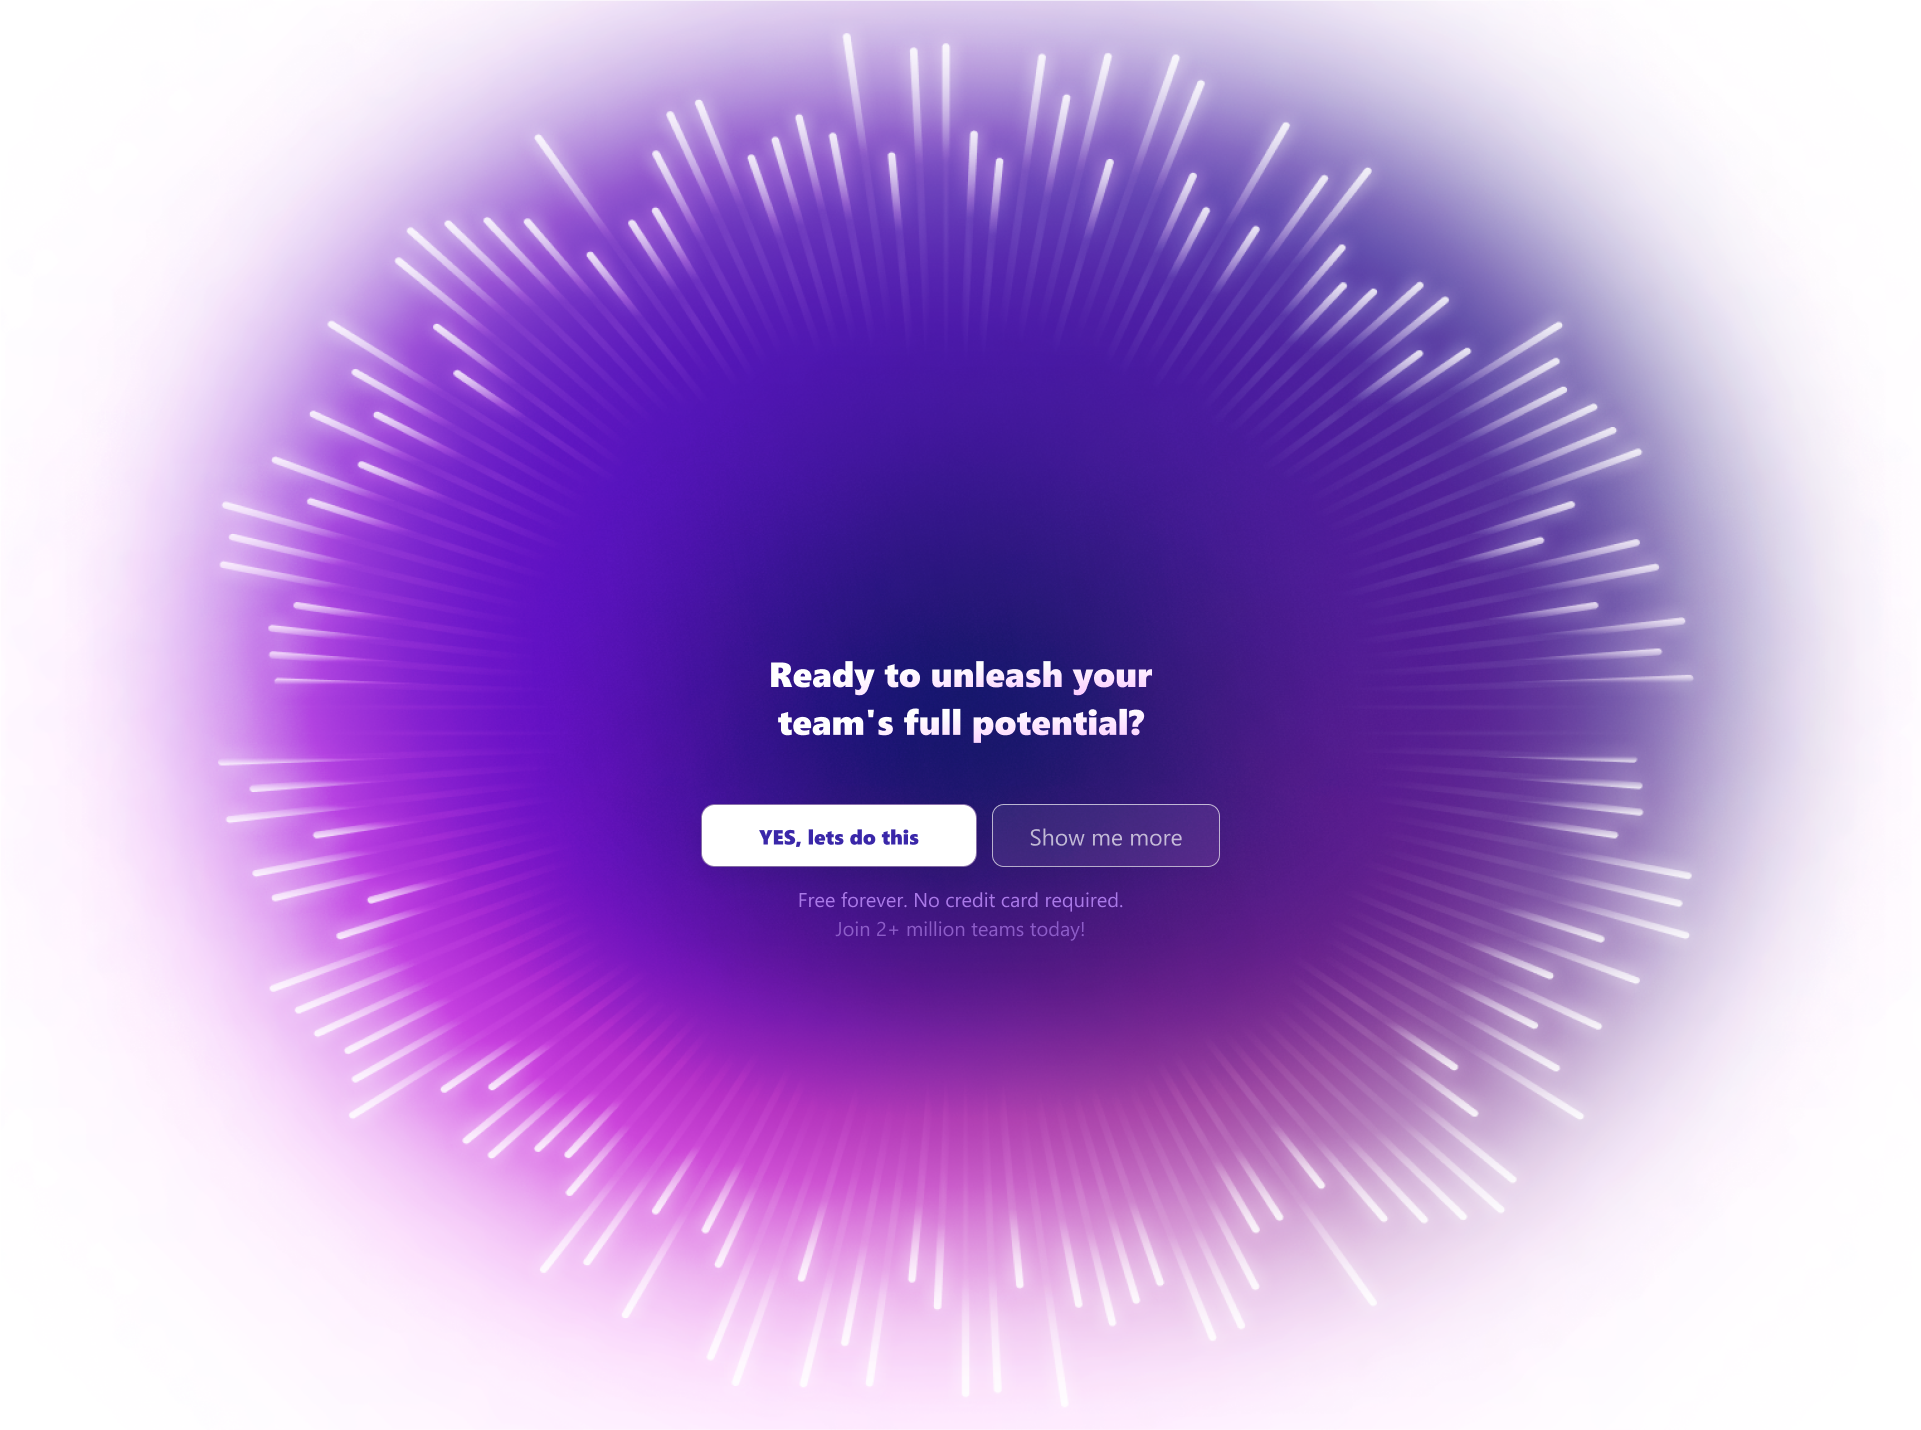 Ready to unleash your
team's full potential?
YES, lets do this
Show me more
Free forever. No credit card required.
Join 2+ million teams today!